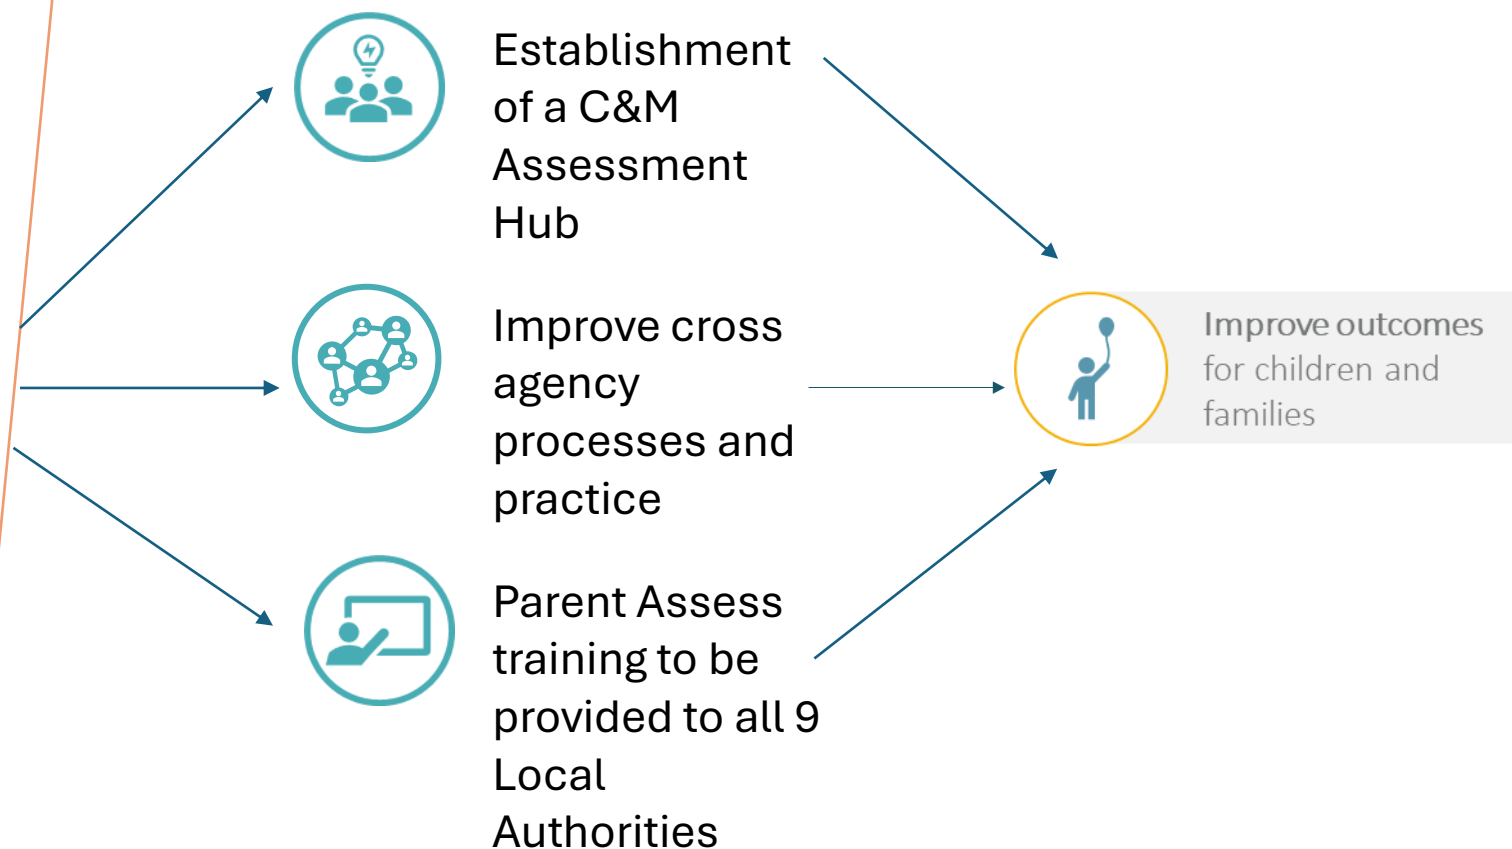 Establishment
of a C&M
Assessment
Hub
Improve cross
agency
processes and
practice
Parent Assess
training to be
provided to all 9
Local
Authorities
Improve outcomes
for children and
families